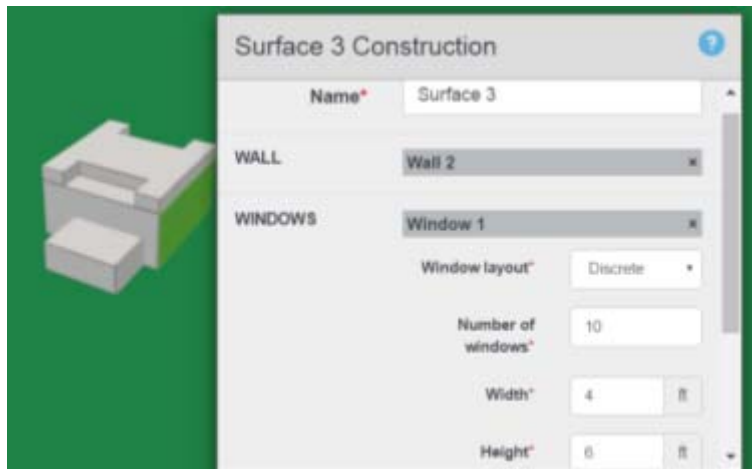 Surface 3 Construction ?
Name* Surface 3
WALL Wall 2 ×
WINDOWS Window 1 ×
Window layout* Discrete
Number of
windows* 10
Width* 4 ft
Height* 6 ft